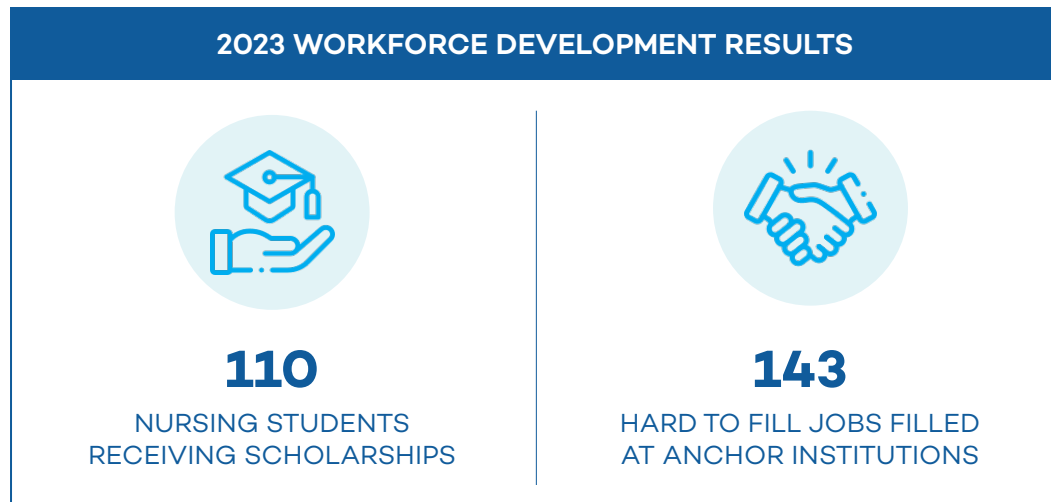 2023 WORKFORCE DEVELOPMENT RESULTS
110
NURSING STUDENTS
RECEIVING SCHOLARSHIPS
143
HARD TO FILL JOBS FILLED
AT ANCHOR INSTITUTIONS